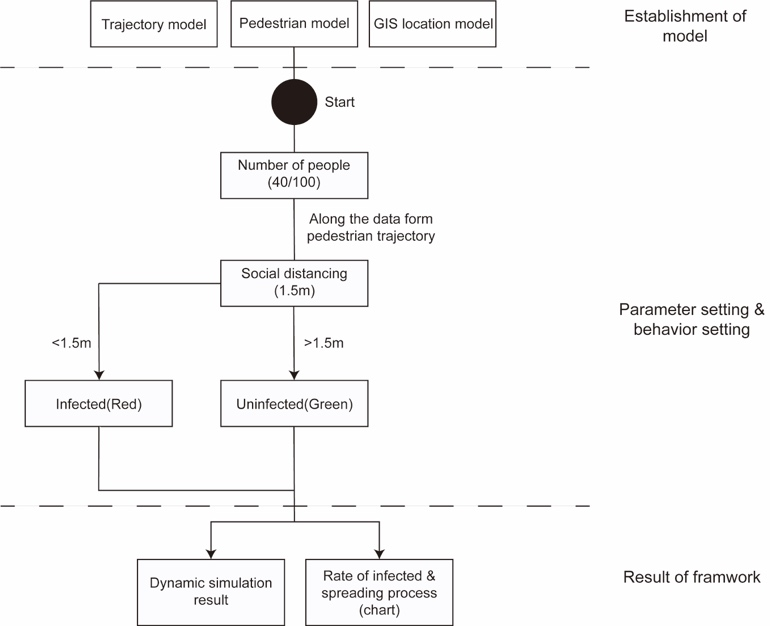 Trajectory model
Pedestrian model
GIS location model
Establishment of
model
Start
Number of people
(40/100)
Along the data form
pedestrian trajectory
Social distancing
(1.5m)
<1.5m
>1.5m
Parameter setting &
behavior setting
Infected(Red)
Uninfected(Green)
Dynamic simulation
result
Rate of infected &
spreading process
(chart)
Result of framwork